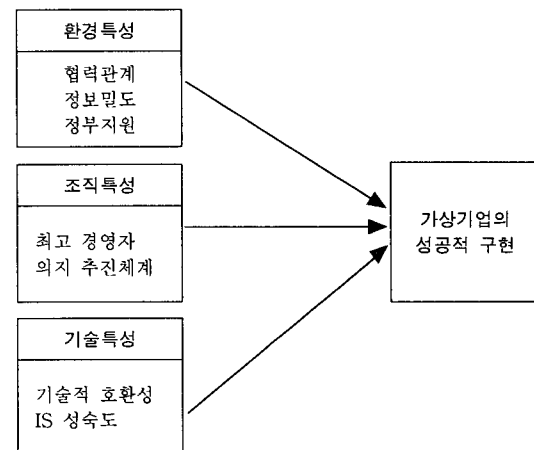 환경특성
협력관계
정보밀도
정부지원
조직특성
최고 경영자
의지 추진체계
기술특성
기술적 호환성
IS 성숙도
가상기업의
성공적 구현